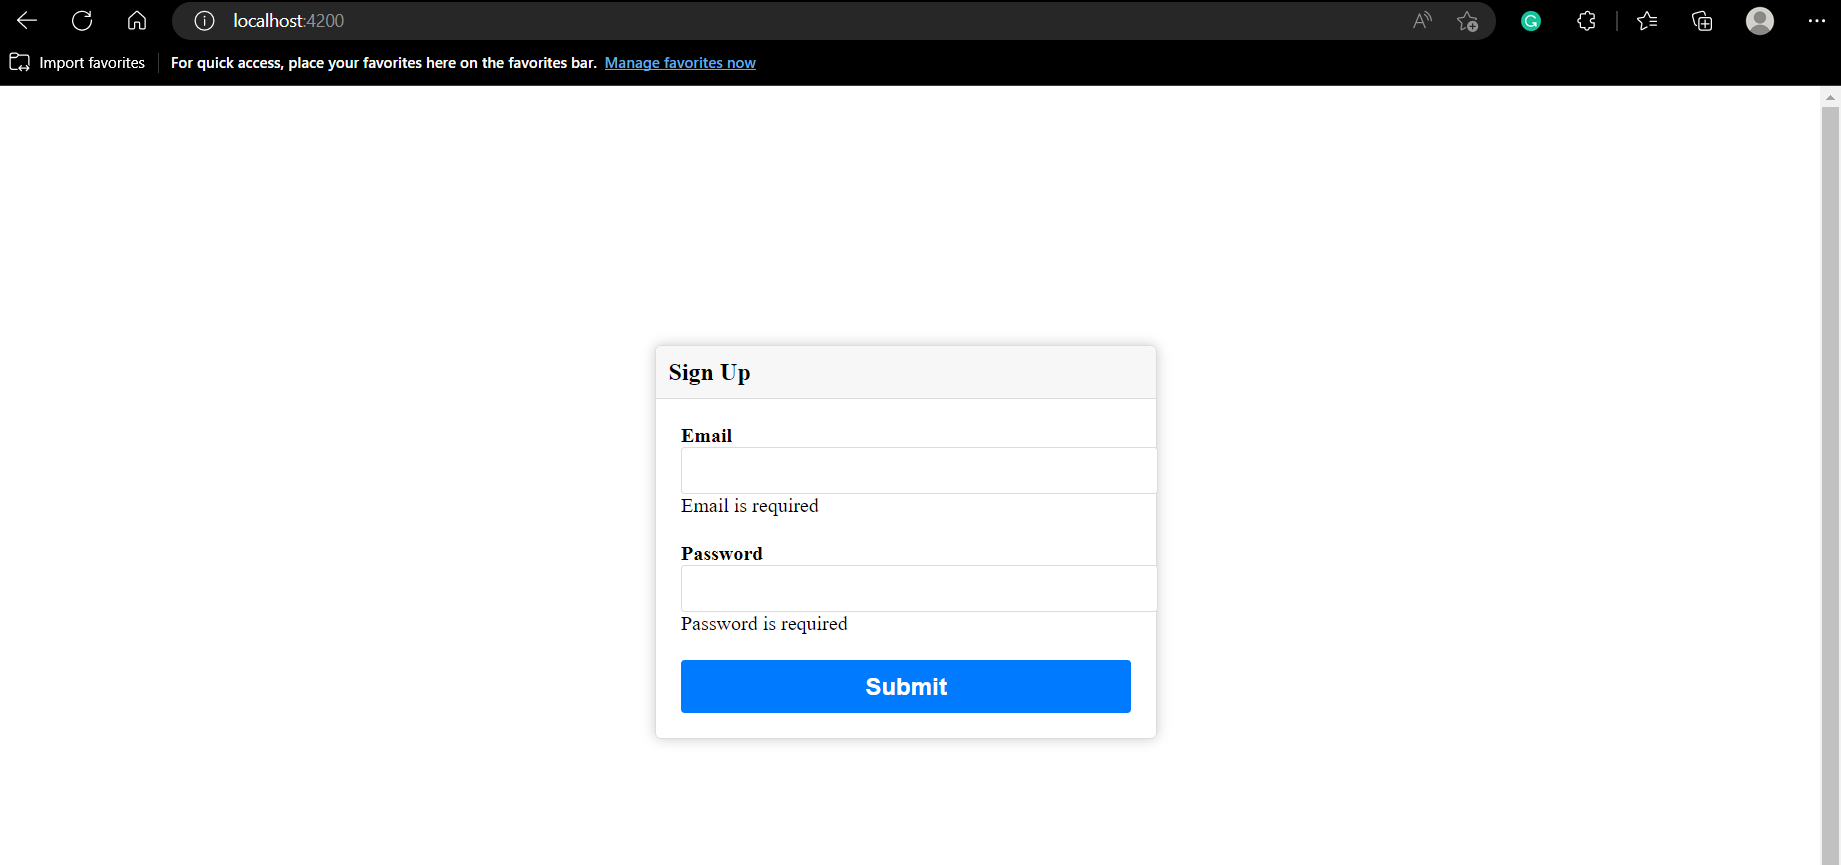 localhost:4200
Import favorites
For quick access, place your favorites here on the favorites bar. Manage favorites now
Sign Up
Email
Email is required
Password
Password is required
Submit